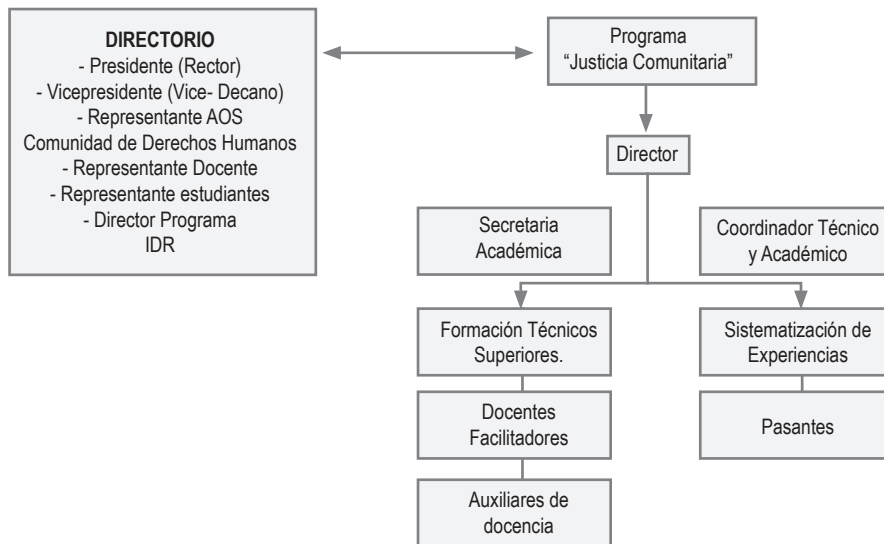 DIRECTORIO
- Presidente (Rector)
- Vicepresidente (Vice- Decano)
- Representante AOS
Comunidad de Derechos Humanos
- Representante Docente
- Representante estudiantes
- Director Programa
IDR
Programa
“Justicia Comunitaria”
Director
Secretaria
Académica
Coordinador Técnico
y Académico
Formación Técnicos
Superiores.
Sistematización de
Experiencias
Docentes
Facilitadores
Pasantes
Auxiliares de
docencia